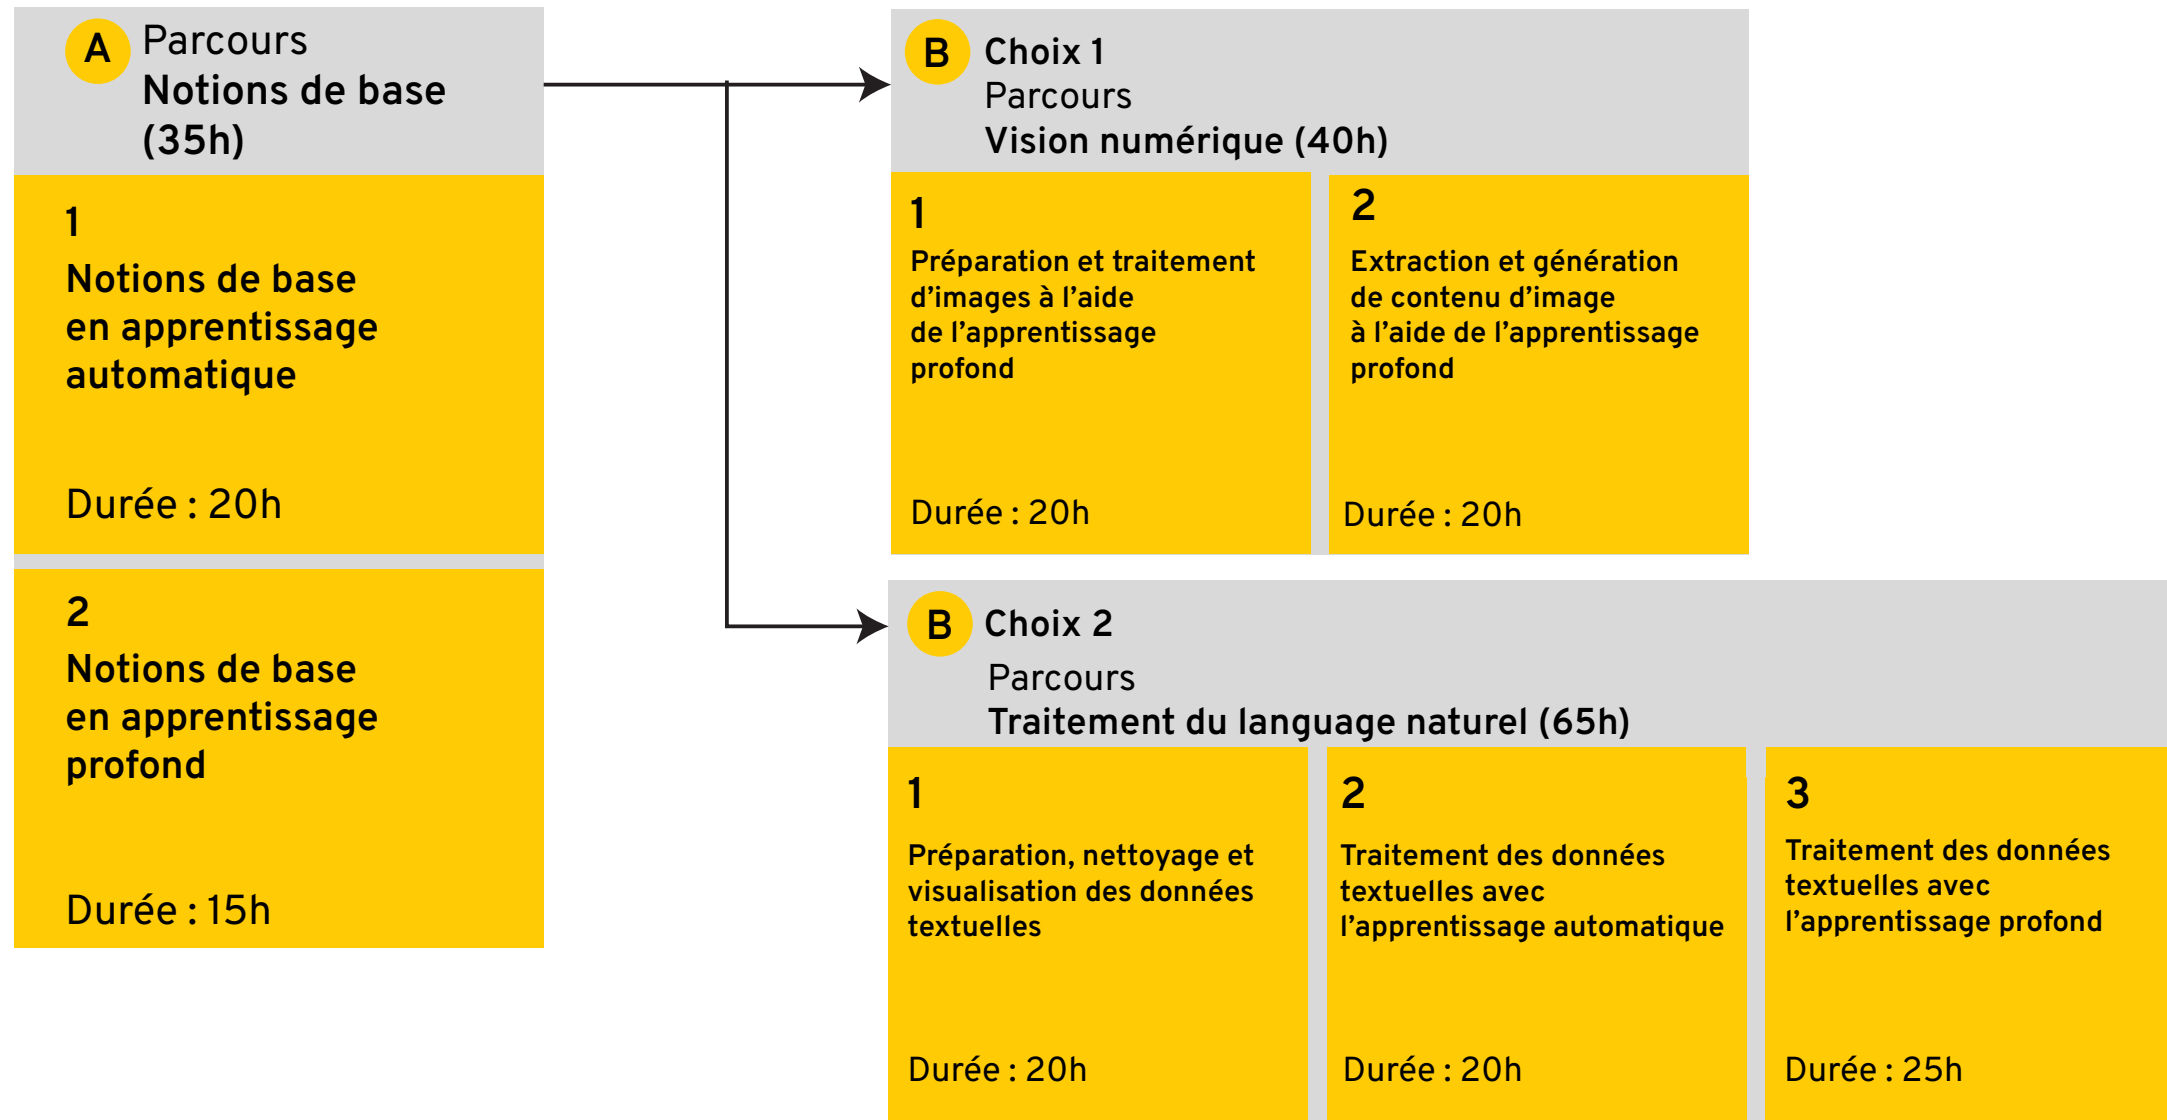 A
Parcours
Notions de base
(35h)
1
Notions de base
en apprentissage
automatique
Durée : 20h
2
Notions de base
en apprentissage
profond
Durée : 15h
B
Choix 1
Parcours
Vision numérique (40h)
1
Préparation et traitement
d’images à l’aide
de l’apprentissage
profond
Durée : 20h
2
Extraction et génération
de contenu d’image
à l’aide de l’apprentissage
profond
Durée : 20h
B
Choix 2
Parcours
Traitement du language naturel (65h)
1
Préparation, nettoyage et
visualisation des données
textuelles
Durée : 20h
2
Traitement des données
textuelles avec
l’apprentissage automatique
Durée : 20h
3
Traitement des données
textuelles avec
l’apprentissage profond
Durée : 25h